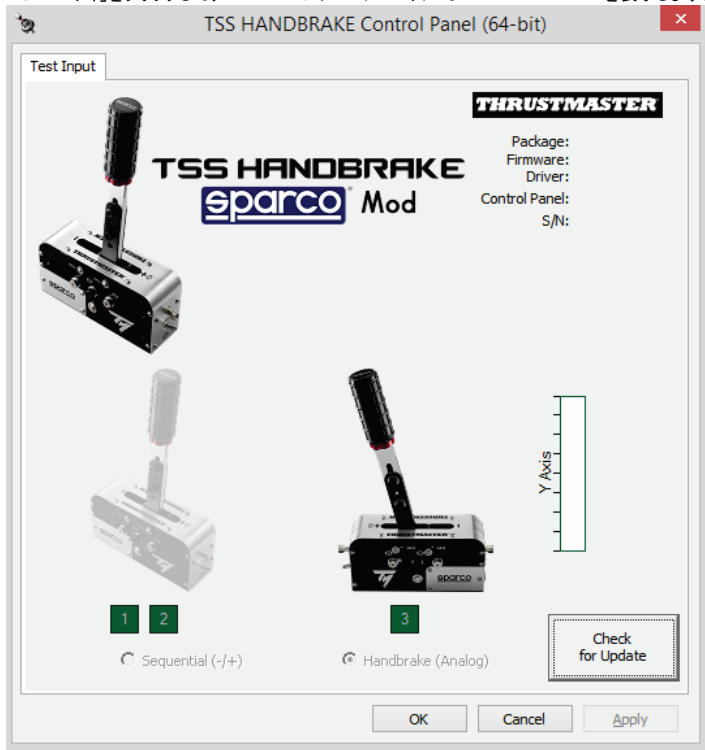 TSS HANDBRAKE Control Panel (64-bit)
Test Input
THRUSTMASTER
Package:
Firmware:
Driver:
Control Panel:
S/N:
TSS HANDBRAKE
sparco Mod
Y Axis
1 2
3
Sequential (-/+)
Handbrake (Analog)
Check
for Update
OK Cancel Apply